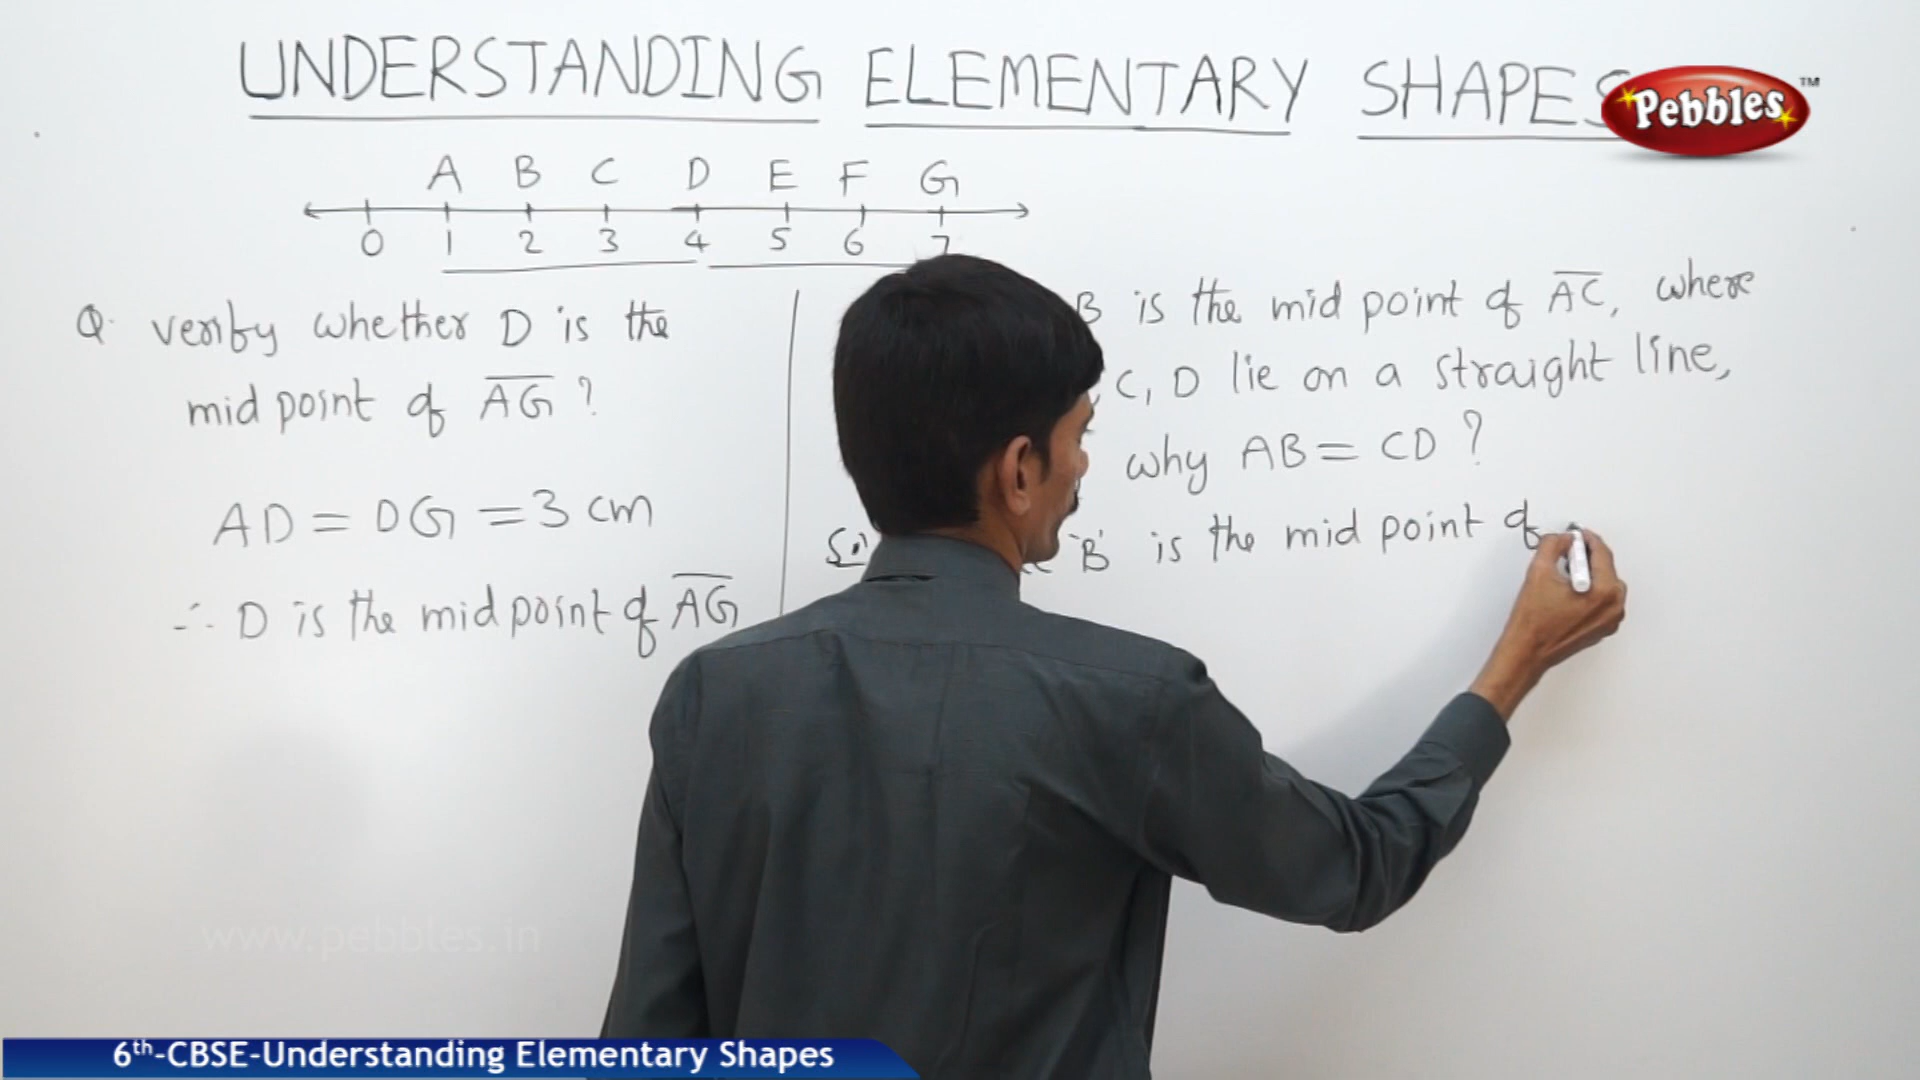 UNDERSTANDING ELEMENTARY SHAPES
Pebbles™
A B C D E F G
0 1 2 3 4 5 6 7
Q. verify whether D is the
mid point of AG ?
AD = DG = 3 cm
∴ D is the mid point of AG
B is the mid point of AC, where
C, D lie on a straight line,
why AB = CD ?
'B' is the mid point of
www.pebbles.in
6th-CBSE-Understanding Elementary Shapes